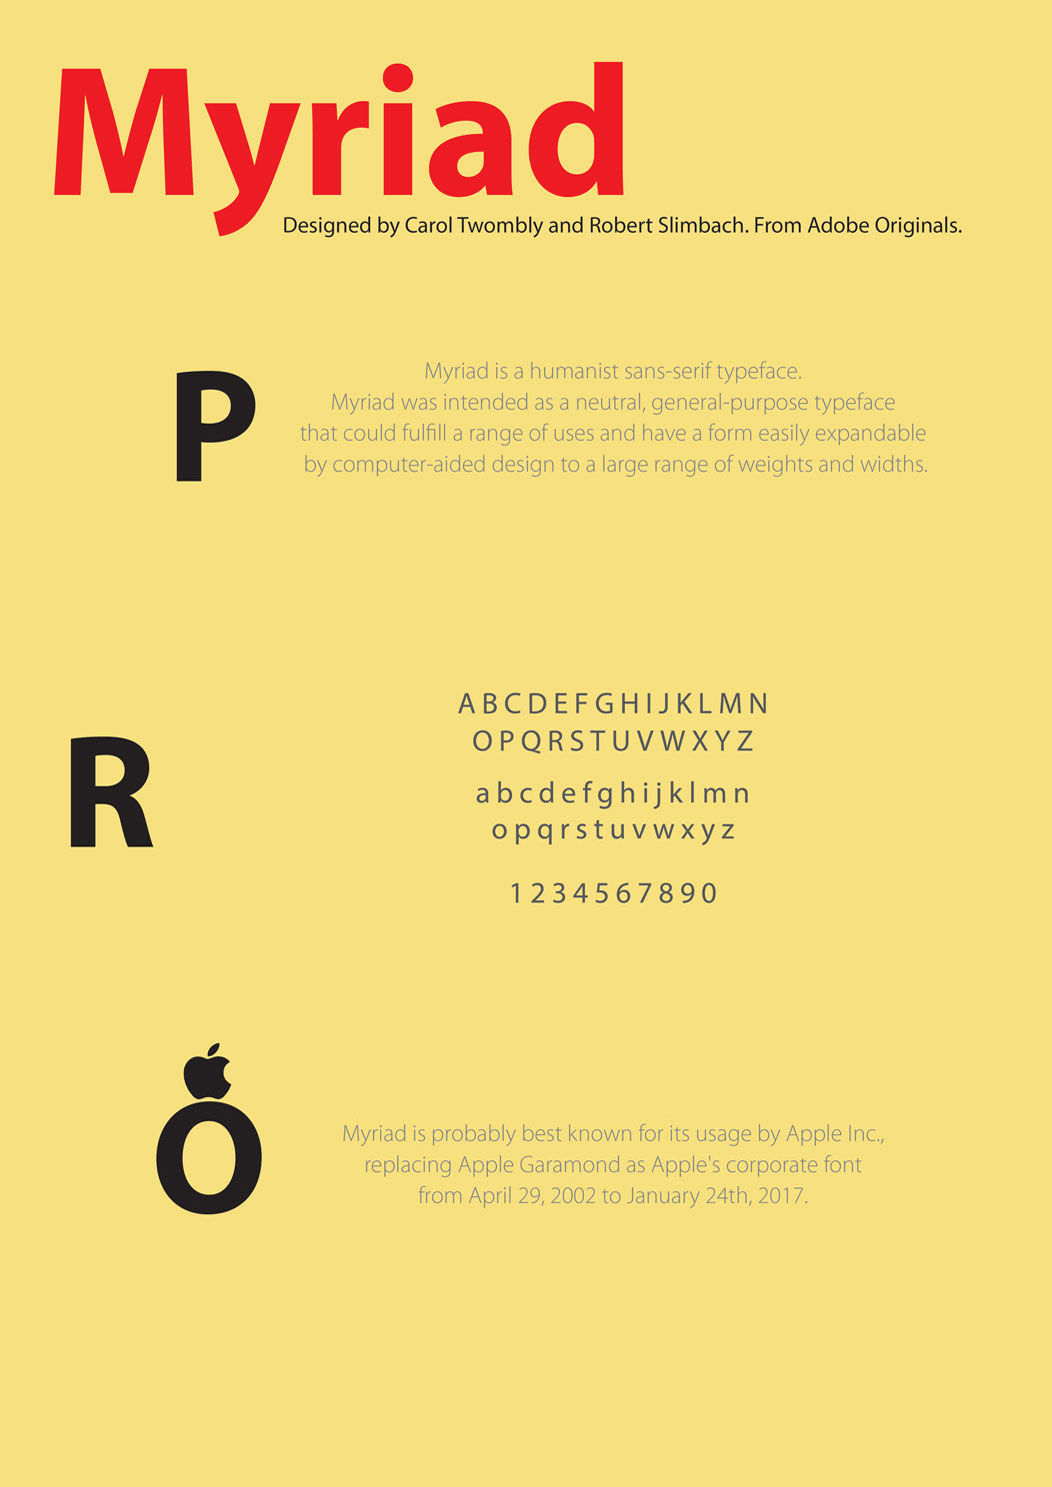 Myriad
Designed by Carol Twombly and Robert Slimbach. From Adobe Originals.
P
Myriad is a humanist sans-serif typeface.
Myriad was intended as a neutral, general-purpose typeface
that could fulfill a range of uses and have a form easily expandable
by computer-aided design to a large range of weights and widths.
R
A B C D E F G H I J K L M N
O P Q R S T U V W X Y Z
a b c d e f g h i j k l m n
o p q r s t u v w x y z
1 2 3 4 5 6 7 8 9 0
O
Myriad is probably best known for its usage by Apple Inc.,
replacing Apple Garamond as Apple's corporate font
from April 29, 2002 to January 24th, 2017.